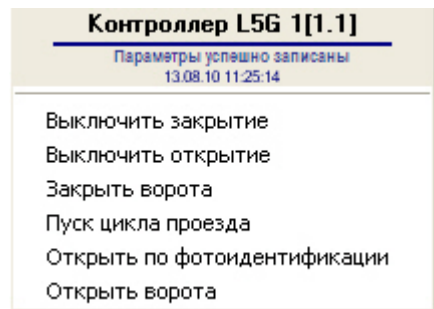 Контроллер L5G 1[1.1]
Параметры успешно записаны
13.08.10 11:25:14
Выключить закрытие
Выключить открытие
Закрыть ворота
Пуск цикла проезда
Открыть по фотоидентификации
Открыть ворота